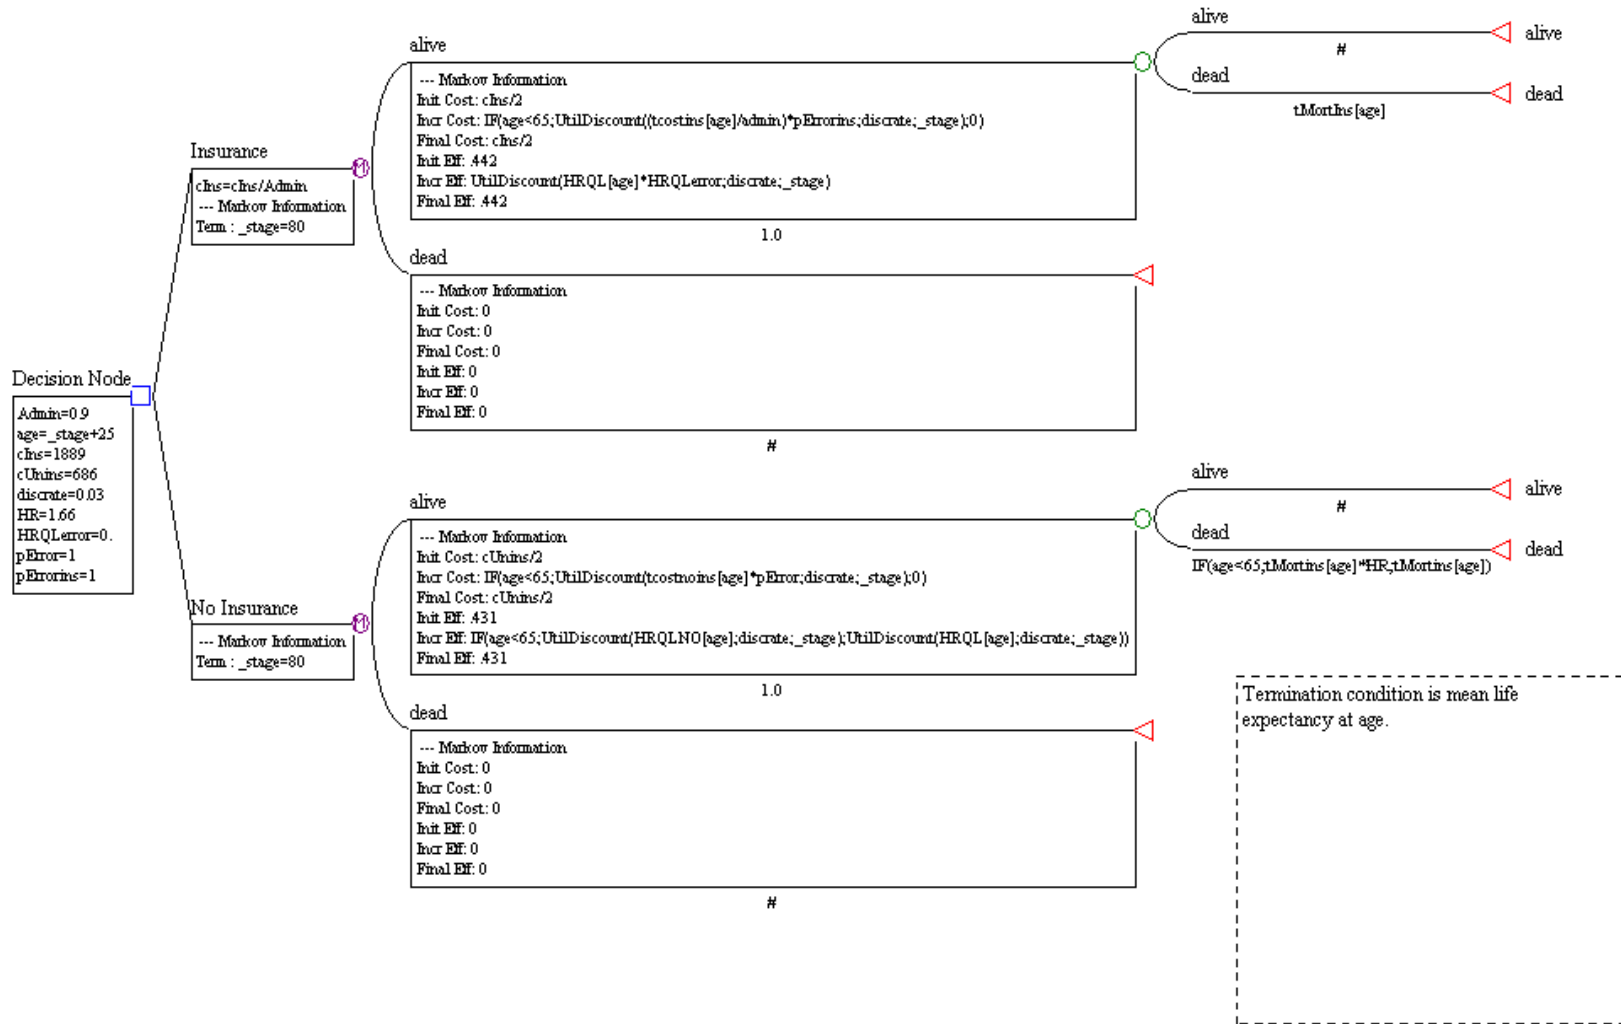 Decision Node
Admin=0.9
age=_stage+25
cIns=1889
cUnins=686
discrate=0.03
HR=1.66
HRQLerror=0.
pError=1
pErrorins=1
Insurance
cIns=cIns/Admin
--- Markov Information
Term : _stage=80
alive
--- Markov Information
Init Cost: cIns/2
Incr Cost: IF(age<65;UtilDiscount((tcostins[age]/admin)*pErrorins;discrate;_stage);0)
Final Cost: cIns/2
Init Eff: .442
Incr Eff: UtilDiscount(HRQL[age]*HRQLerror;discrate;_stage)
Final Eff: .442
1.0
alive
#
alive
dead
tMortIns[age]
dead
dead
--- Markov Information
Init Cost: 0
Incr Cost: 0
Final Cost: 0
Init Eff: 0
Incr Eff: 0
Final Eff: 0
#
No Insurance
--- Markov Information
Term : _stage=80
alive
--- Markov Information
Init Cost: cUnins/2
Incr Cost: IF(age<65;UtilDiscount(tcostnoins[age]*pError;discrate;_stage);0)
Final Cost: cUnins/2
Init Eff: .431
Incr Eff: IF(age<65;UtilDiscount(HRQLNO[age];discrate;_stage);UtilDiscount(HRQL[age];discrate;_stage))
Final Eff: .431
1.0
alive
#
alive
dead
IF(age<65;tMortins[age]*HR;tMortins[age])
dead
dead
--- Markov Information
Init Cost: 0
Incr Cost: 0
Final Cost: 0
Init Eff: 0
Incr Eff: 0
Final Eff: 0
#
Termination condition is mean life
expectancy at age.